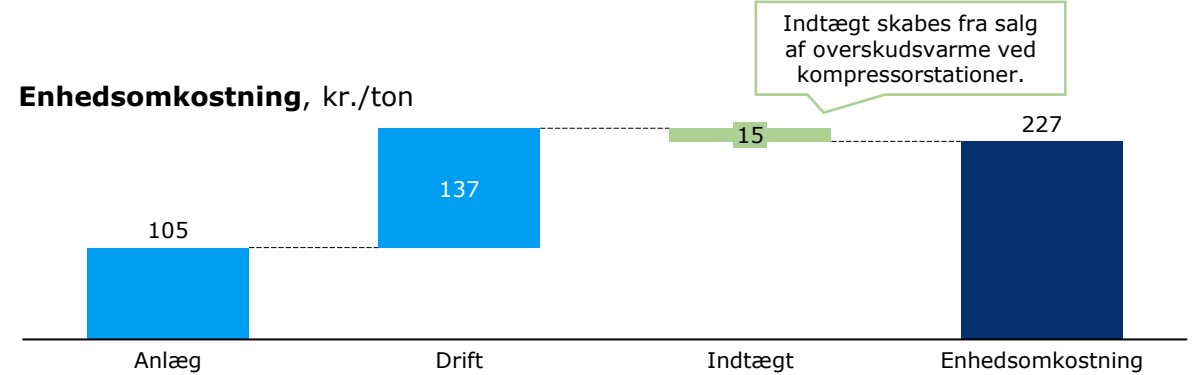 Indtægt skabes fra salg
af overskudsvarme ved
kompressorstationer.
Enhedsomkostning, kr./ton
105
137
15
227
Anlæg
Drift
Indtægt
Enhedsomkostning